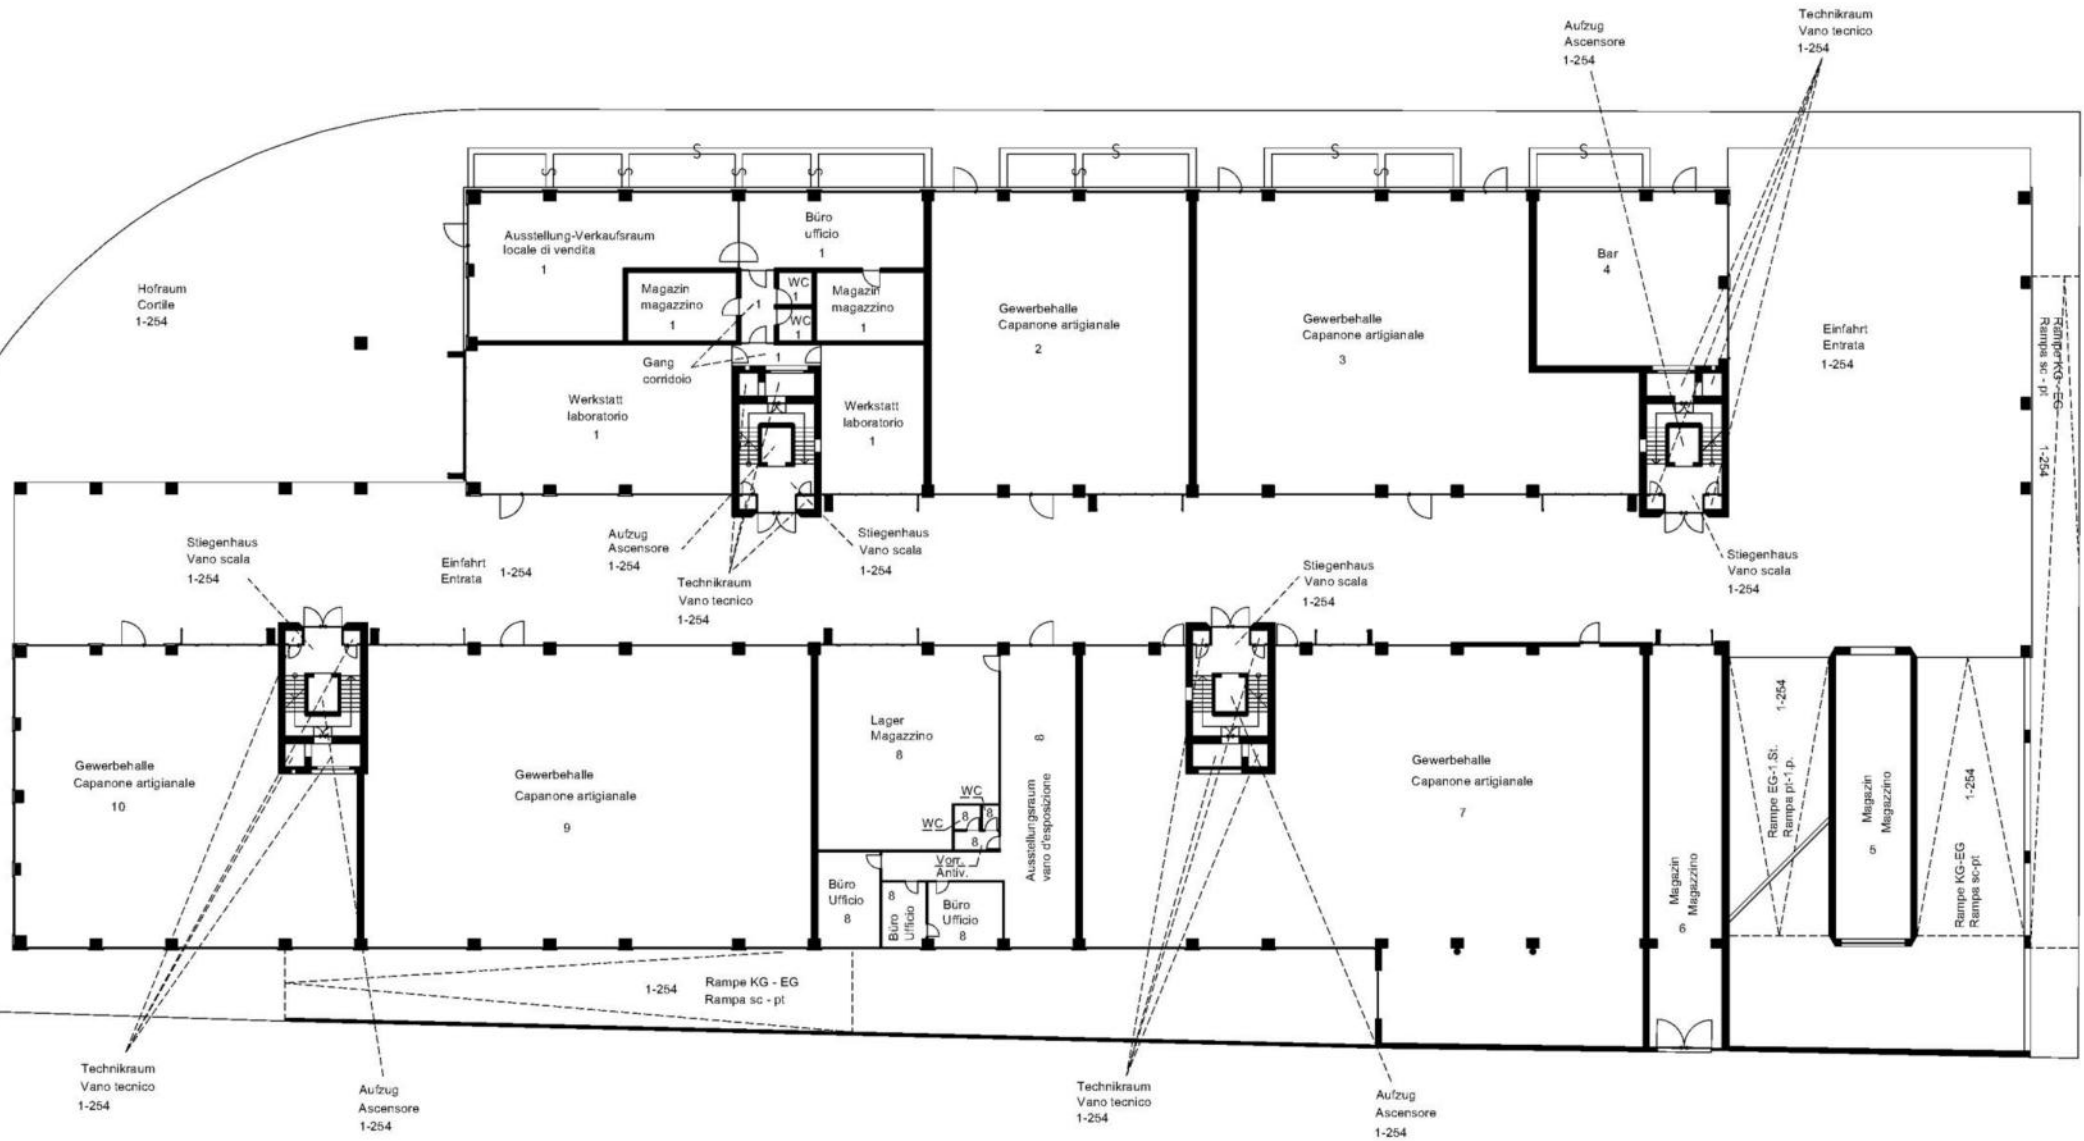 Aufzug
Ascensore
1-254
Technikraum
Vano tecnico
1-254
S
S
S
S
S
S
S
S
S
S
Ausstellung-Verkaufsraum
locale di vendita
1
Büro
ufficio
1
Magazin
magazzino
1
1
WC
1
WC
1
Magazin
magazzino
1
Gang
corridoio
1
Werkstatt
laboratorio
1
Werkstatt
laboratorio
1
Hofraum
Cortile
1-254
Gewerbehalle
Capanone artigianale
2
Gewerbehalle
Capanone artigianale
3
Bar
4
Einfahrt
Entrata
1-254
Rampe KG - EG
Rampa sc - pt
1-254
Stiegenhaus
Vano scala
1-254
Einfahrt
Entrata
1-254
Aufzug
Ascensore
1-254
Technikraum
Vano tecnico
1-254
Stiegenhaus
Vano scala
1-254
Stiegenhaus
Vano scala
1-254
Stiegenhaus
Vano scala
1-254
Gewerbehalle
Capanone artigianale
10
Gewerbehalle
Capanone artigianale
9
Lager
Magazzino
8
WC
8
WC
8
8
Vorr.
Antiv.
Büro
Ufficio
8
8
Büro
Ufficio
Büro
Ufficio
8
8
Ausstellungsraum
vano d'esposizione
Gewerbehalle
Capanone artigianale
7
Magazin
Magazzino
6
1-254
Rampe EG-1.St.
Rampa pt-1.p.
Magazin
Magazzino
5
1-254
Rampe KG-EG
Rampa sc-pt
1-254
Rampe KG - EG
Rampa sc - pt
Technikraum
Vano tecnico
1-254
Aufzug
Ascensore
1-254
Technikraum
Vano tecnico
1-254
Aufzug
Ascensore
1-254